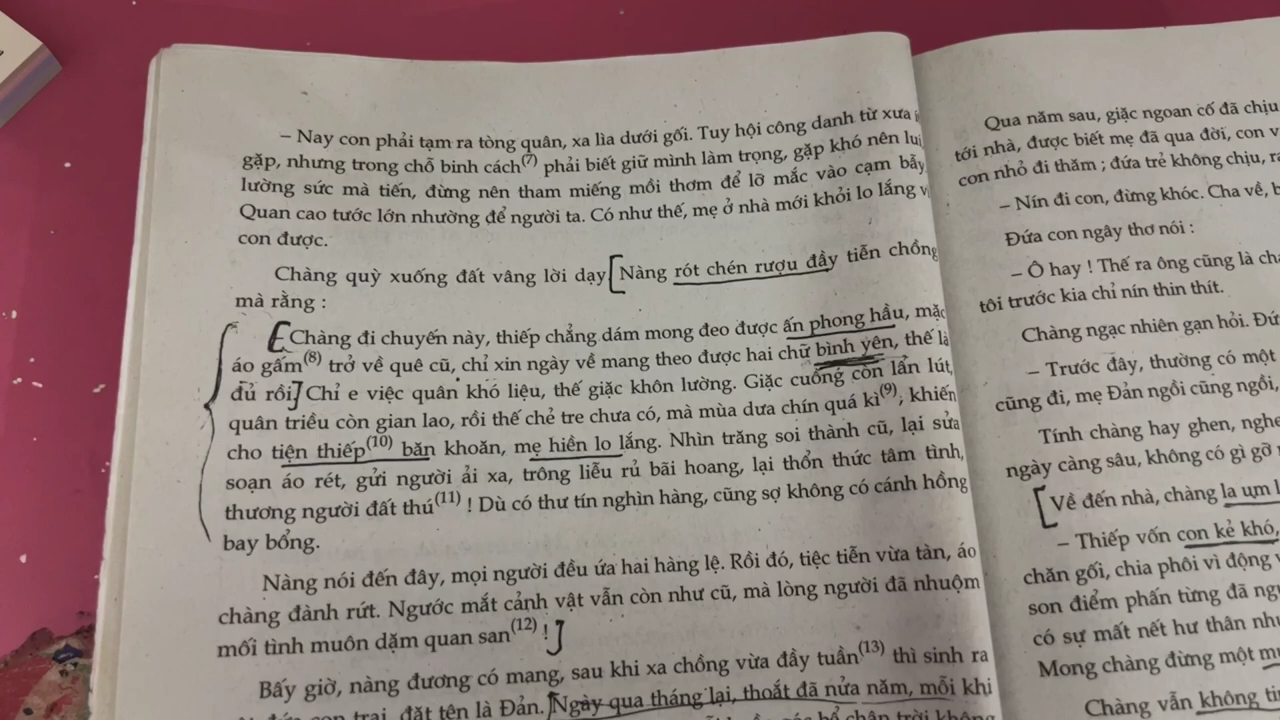 – Nay con phải tạm ra tòng quân, xa lìa dưới gối. Tuy hội công danh từ xưa
gặp, nhưng trong chỗ binh cách(7) phải biết giữ mình làm trọng, gặp khó nên lui
lường sức mà tiến, đừng nên tham miếng mồi thơm để lỡ mắc vào cạm bẫy.
Quan cao tước lớn nhường để người ta. Có như thế, mẹ ở nhà mới khỏi lo lắng
con được.
Chàng quỳ xuống đất vâng lời dạy Nàng rót chén rượu đầy tiễn chồng
mà rằng :
Chàng đi chuyến này, thiếp chẳng dám mong đeo được ấn phong hầu, mặc
áo gấm(8) trở về quê cũ, chỉ xin ngày về mang theo được hai chữ bình yên, thế là
đủ rồi Chỉ e việc quân khó liệu, thế giặc khôn lường. Giặc cuồng còn lẩn lút,
quân triều còn gian lao, rồi thế chẻ tre chưa có, mà mùa dưa chín quá kì(9), khiến
cho tiện thiếp(10) băn khoăn, mẹ hiền lo lắng. Nhìn trăng soi thành cũ, lại sửa
soạn áo rét, gửi người ải xa, trông liễu rủ bãi hoang, lại thổn thức tâm tình,
thương người đất thú(11) ! Dù có thư tín nghìn hàng, cũng sợ không có cánh hồng
bay bổng.
Nàng nói đến đây, mọi người đều ứa hai hàng lệ. Rồi đó, tiệc tiễn vừa tàn, áo
chàng đành rứt. Ngước mắt cảnh vật vẫn còn như cũ, mà lòng người đã nhuộm
mối tình muôn dặm quan san(12) !
Bấy giờ, nàng đương có mang, sau khi xa chồng vừa đầy tuần(13) thì sinh ra
con trai, đặt tên là Đản. Ngày qua tháng lại, thoắt đã nửa năm, mỗi khi
bể chân trời không
Qua năm sau, giặc ngoan cố đã chịu
tới nhà, được biết mẹ đã qua đời, con
con nhỏ đi thăm ; đứa trẻ không chịu,
– Nín đi con, đừng khóc. Cha về,
Đứa con ngây thơ nói :
– Ô hay ! Thế ra ông cũng là
tôi trước kia chỉ nín thin thít.
Chàng ngạc nhiên gạn hỏi.
– Trước đây, thường có một
cũng đi, mẹ Đản ngồi cũng ngồi,
Tính chàng hay ghen, nghe
ngày càng sâu, không có gì gỡ
Về đến nhà, chàng la um
– Thiếp vốn con kẻ khó,
chăn gối, chia phôi vì động
son điểm phấn từng đã
có sự mất nết hư thân
Mong chàng đừng một
Chàng vẫn không